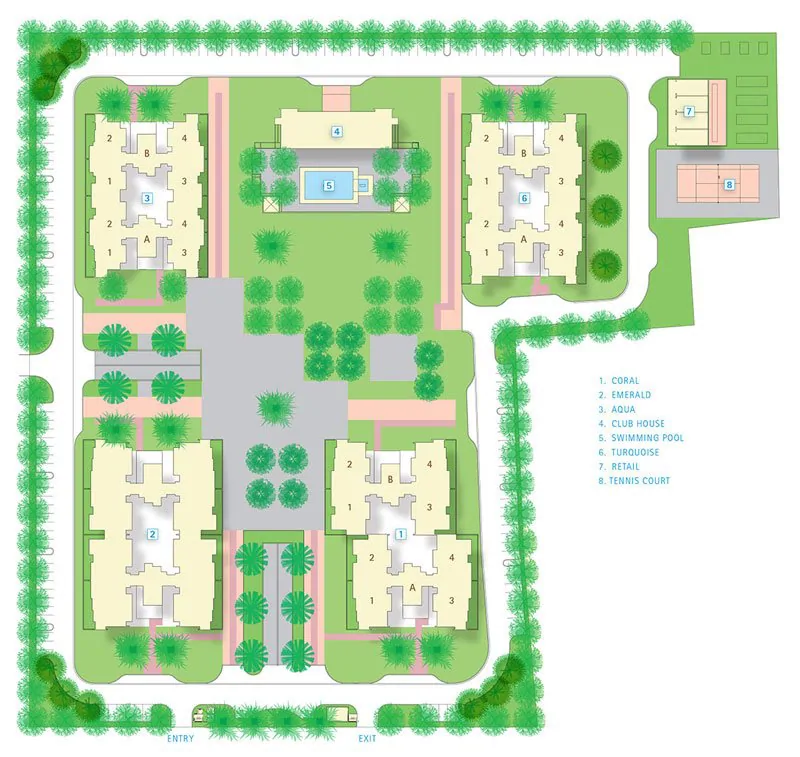 7
4
2
4
2
4
B
B
5
8
1
3
1
3
3
6
2
4
2
4
A
A
1
3
1
3
1. CORAL
2. EMERALD
3. AQUA
4. CLUB HOUSE
5. SWIMMING POOL
6. TURQUOISE
7. RETAIL
8. TENNIS COURT
2
4
B
1
3
2
1
2
4
A
1
3
ENTRY
EXIT